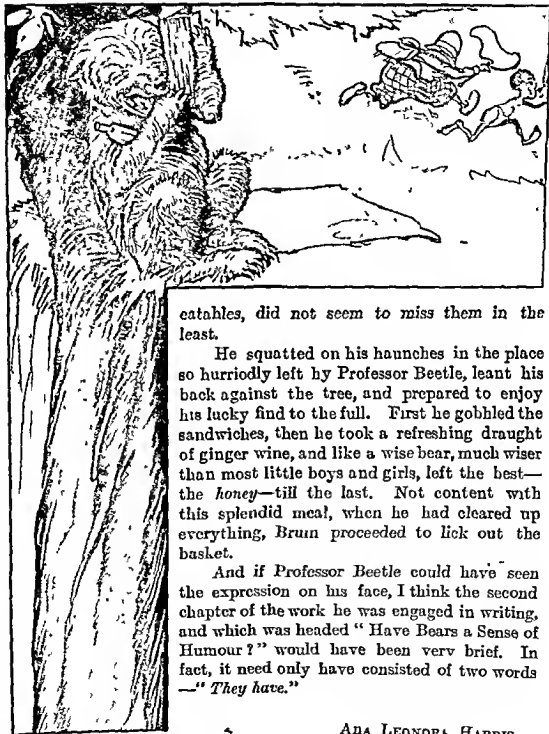 eatables, did not seem to miss them in the
least.
He squatted on his haunches in the place
so hurriedly left by Professor Beetle, leant his
back against the tree, and prepared to enjoy
his lucky find to the full. First he gobbled the
sandwiches, then he took a refreshing draught
of ginger wine, and like a wise bear, much wiser
than most little boys and girls, left the best—
the honey—till the last. Not content with
this splendid meal, when he had cleared up
everything, Bruin proceeded to lick out the
basket.
And if Professor Beetle could have seen
the expression on his face, I think the second
chapter of the work he was engaged in writing,
and which was headed “ Have Bears a Sense of
Humour ? ” would have been very brief. In
fact, it need only have consisted of two words
—“ They have.”
ADA LEONORA HARRIS.